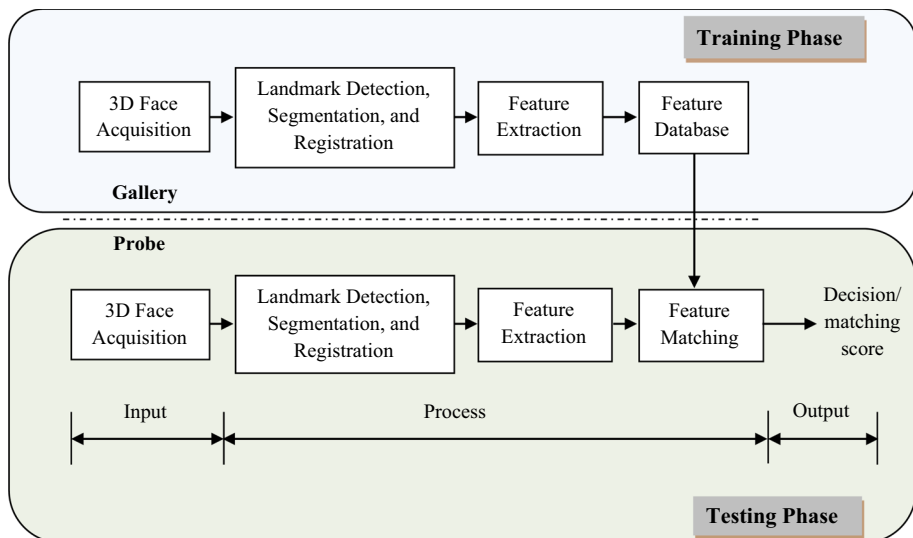 Training Phase
3D Face
Acquisition
Landmark Detection,
Segmentation, and
Registration
Feature
Extraction
Feature
Database
Gallery
Probe
3D Face
Acquisition
Landmark Detection,
Segmentation, and
Registration
Feature
Extraction
Feature
Matching
Decision/
matching
score
Input
Process
Output
Testing Phase